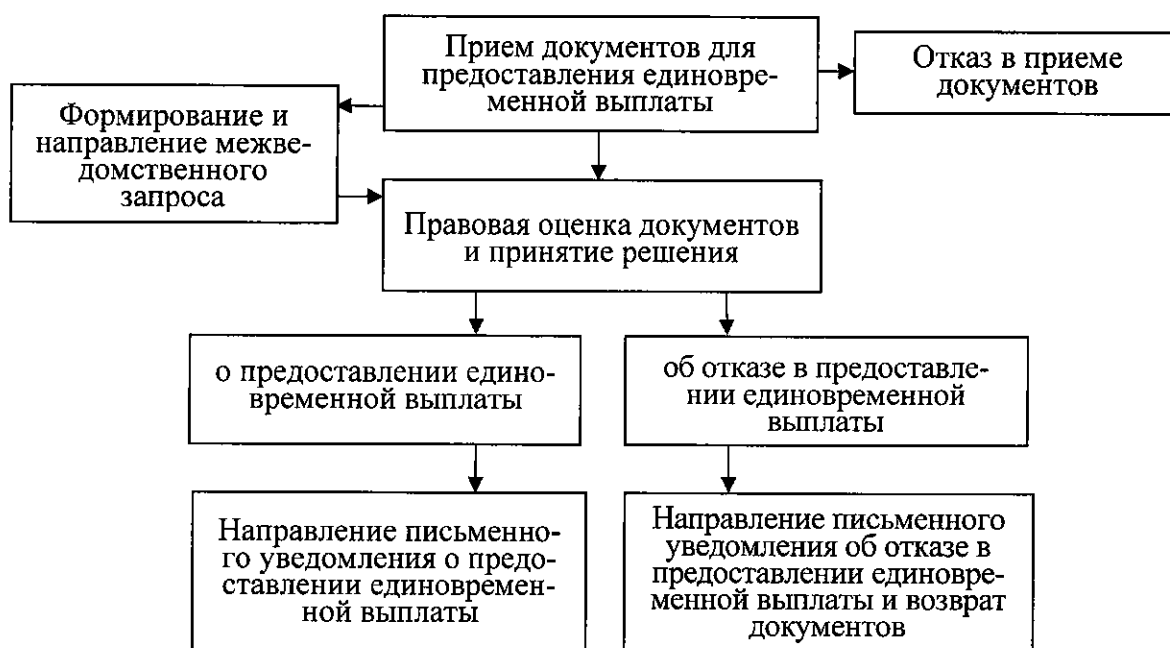 Прием документов для
предоставления единовре-
менной выплаты
Отказ в приеме
документов
Формирование и
направление межве-
домственного
запроса
Правовая оценка документов
и принятие решения
о предоставлении едино-
временной выплаты
об отказе в предоставле-
нии единовременной
выплаты
Направление письменно-
го уведомления о предо-
ставлении единовремен-
ной выплаты
Направление письменного
уведомления об отказе в
предоставлении единовре-
менной выплаты и возврат
документов